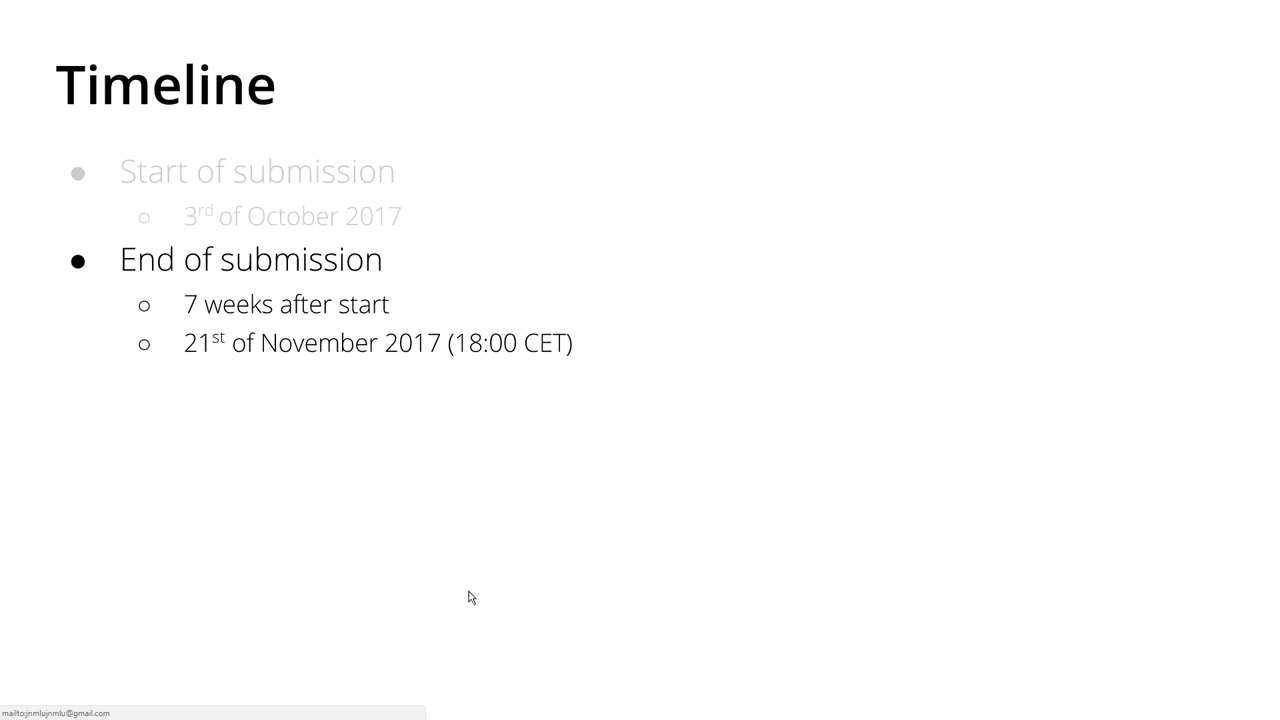 Timeline
● Start of submission
○ 3rd of October 2017
● End of submission
○ 7 weeks after start
○ 21st of November 2017 (18:00 CET)
mailto:jnmlujnmlu@gmail.com